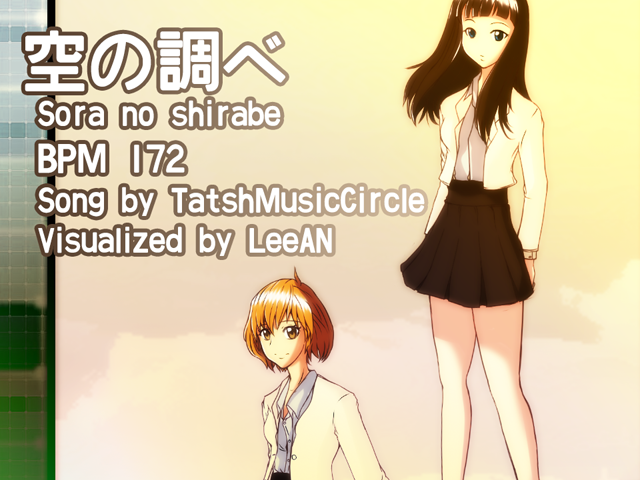 空の調べ
Sora no shirabe
BPM 172
Song by TatshMusicCircle
Visualized by LeeAN